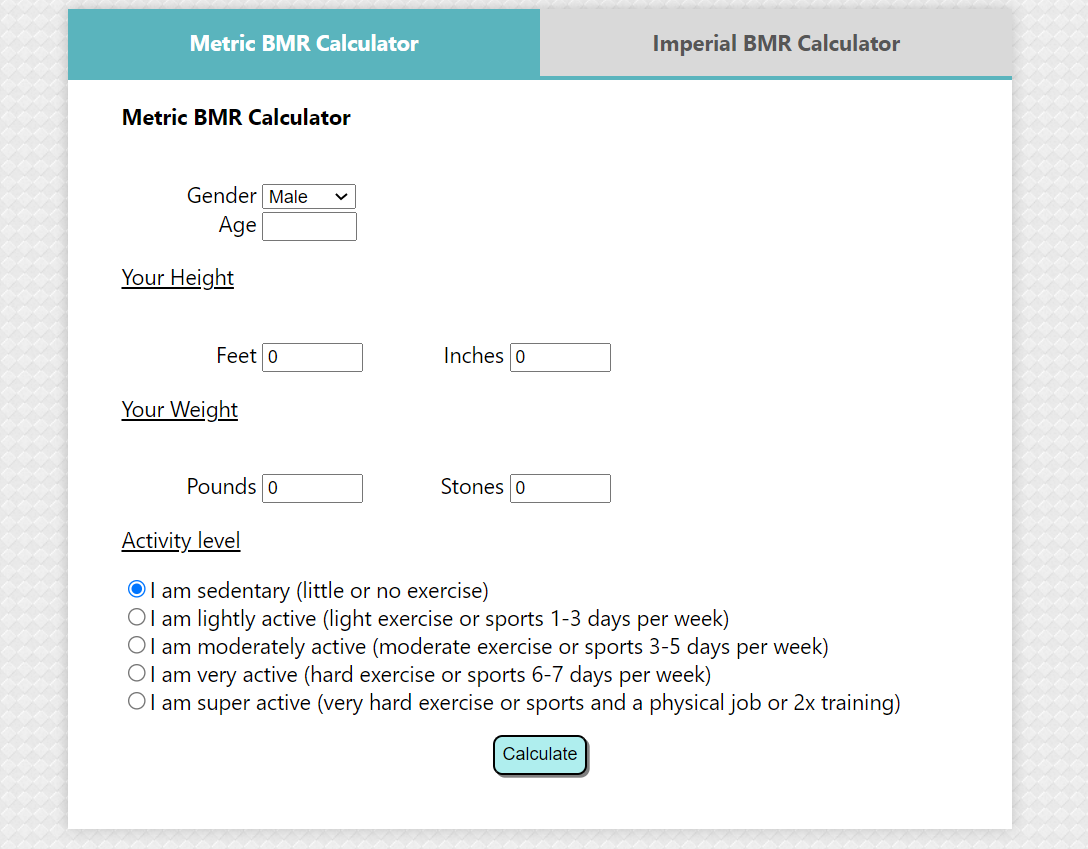 Metric BMR Calculator Imperial BMR Calculator
Metric BMR Calculator
Gender Male
Age
Your Height
Feet 0 Inches 0
Your Weight
Pounds 0 Stones 0
Activity level
I am sedentary (little or no exercise)
I am lightly active (light exercise or sports 1-3 days per week)
I am moderately active (moderate exercise or sports 3-5 days per week)
I am very active (hard exercise or sports 6-7 days per week)
I am super active (very hard exercise or sports and a physical job or 2x training)
Calculate